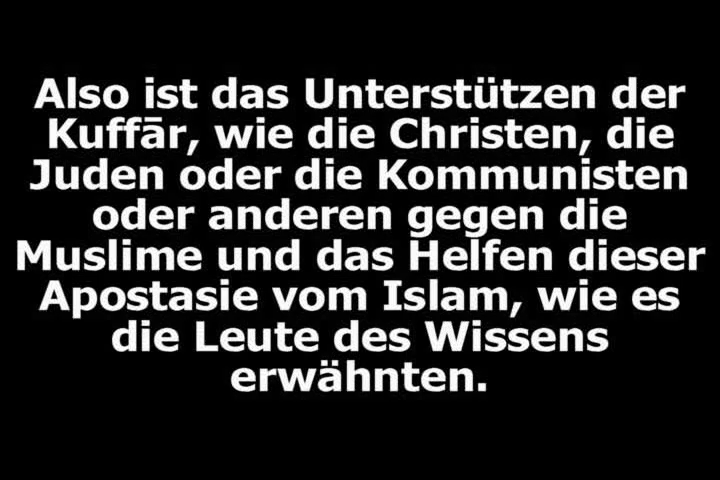 Also ist das Unterstützen der
Kuffār, wie die Christen, die
Juden oder die Kommunisten
oder anderen gegen die
Muslime und das Helfen dieser
Apostasie vom Islam, wie es
die Leute des Wissens
erwähnten.